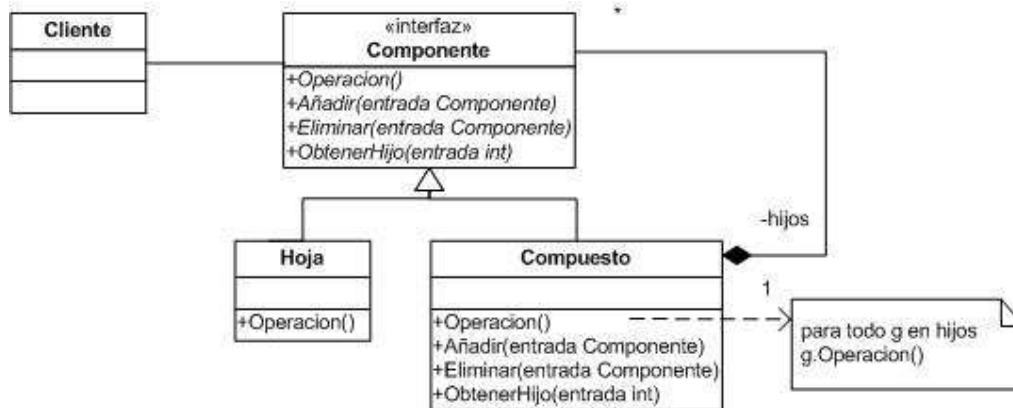 Cliente
«interfaz»
Componente
+Operacion()
+Añadir(entrada Componente)
+Eliminar(entrada Componente)
+ObtenerHijo(entrada int)
*
-hijos
1
Hoja
+Operacion()
Compuesto
+Operacion()
+Añadir(entrada Componente)
+Eliminar(entrada Componente)
+ObtenerHijo(entrada int)
para todo g en hijos
g.Operacion()